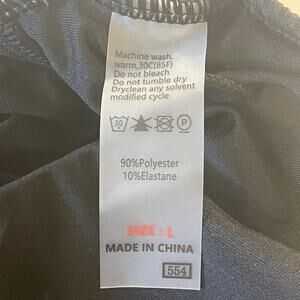 Machine wash,
warm,30C(85F)
Do not bleach
Do not tumble dry
Dryclean any solvent
modified cycle
30 P
90%Polyester
10%Elastane
SIZE: L
MADE IN CHINA
554